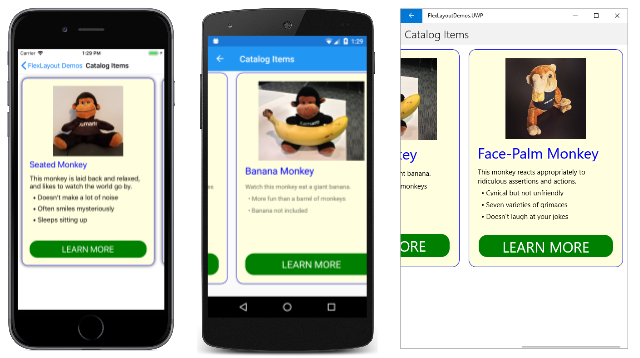 Carrier
1:29 PM
FlexLayout Demos
Catalog Items
Seated Monkey
This monkey is laid back and relaxed,
and likes to watch the world go by.
• Doesn't make a lot of noise
• Often smiles mysteriously
• Sleeps sitting up
LEARN MORE
1:29
Catalog Items
Banana Monkey
Watch this monkey eat a giant banana.
• More fun than a barrel of monkeys
• Banana not included
LEARN MORE
FlexLayoutDemos.UWP
Catalog Items
key
t banana.
monkeys
ORE
Face-Palm Monkey
This monkey reacts appropriately to
ridiculous assertions and actions.
• Cynical but not unfriendly
• Seven varieties of grimaces
• Doesn't laugh at your jokes
LEARN MORE